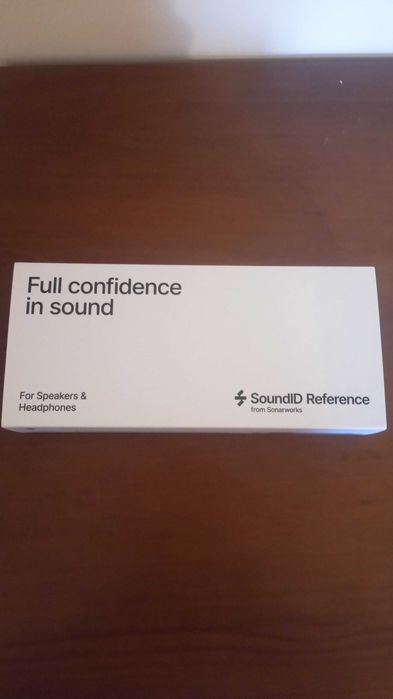 Full confidence
in sound
For Speakers &
Headphones
SoundID Reference
from Sonarworks